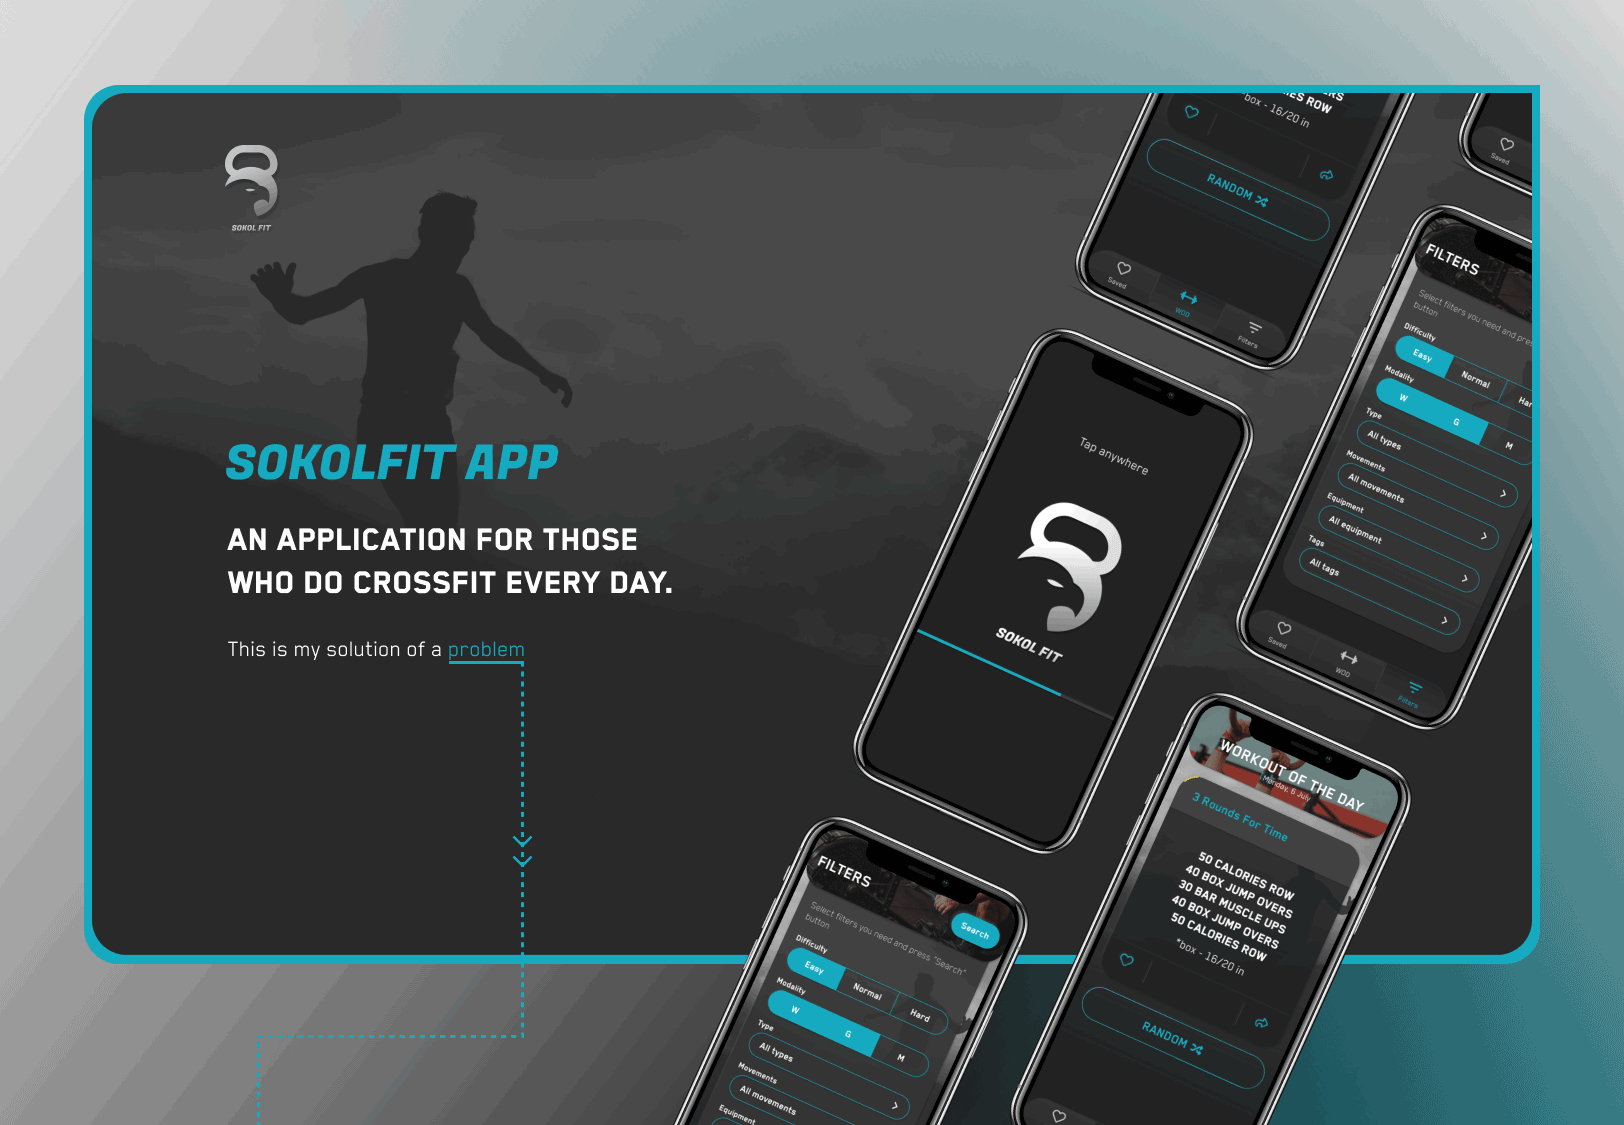 SOKOL FIT
SOKOLFIT APP
AN APPLICATION FOR THOSE
WHO DO CROSSFIT EVERY DAY.
This is my solution of a problem
ROW
*box - 16/20 in
RANDOM
Saved
WOD
Filters
Saved
FILTERS
Select filters you need and
button
Difficulty
Easy
Normal
Modality
W
G
M
Type
All types
Movements
All movements
Equipment
All equipment
Tags
All tags
Saved
WOD
Filters
Tap anywhere
SOKOL FIT
WORKOUT OF THE DAY
Monday, 6 July
3 Rounds For Time
50 CALORIES ROW
40 BOX JUMP OVERS
30 BAR MUSCLE UPS
40 BOX JUMP OVERS
50 CALORIES ROW
*box - 16/20 in
RANDOM
FILTERS
Search
Select filters you need and press "Search"
button
Difficulty
Easy
Normal
Hard
Modality
W
G
M
Type
All types
Movements
All movements
Equipment